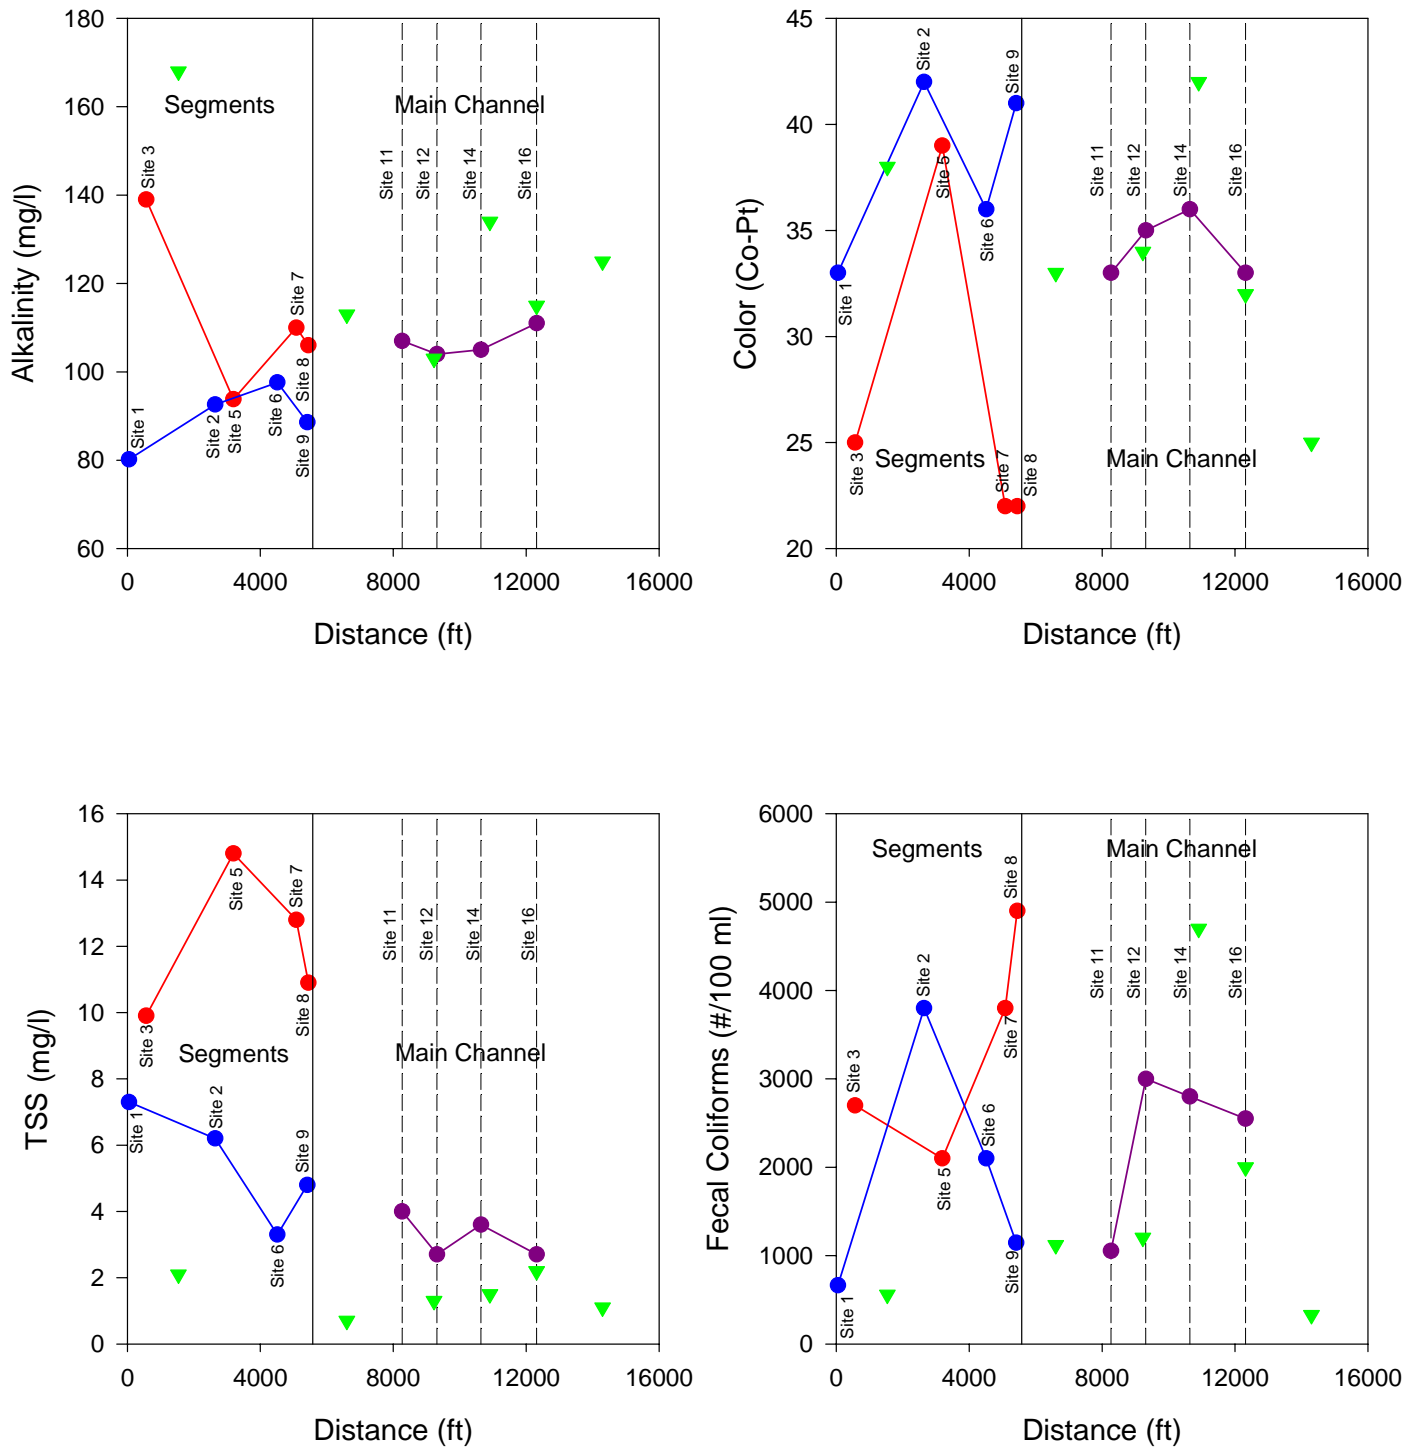 180
160
140
120
100
80
60
Alkalinity (mg/l)
Segments
Main Channel
Site 1
Site 2
Site 3
Site 5
Site 6
Site 7
Site 8
Site 9
Site 11
Site 12
Site 14
Site 16
0 4000 8000 12000 16000
Distance (ft)
45
40
35
30
25
20
Color (Co-Pt)
Site 1
Site 2
Site 3
Site 5
Site 6
Site 7
Site 8
Site 9
Site 11
Site 12
Site 14
Site 16
Segments
Main Channel
0 4000 8000 12000 16000
Distance (ft)
16
14
12
10
8
6
4
2
0
TSS (mg/l)
Site 1
Site 2
Site 3
Site 5
Site 6
Site 7
Site 8
Site 9
Site 11
Site 12
Site 14
Site 16
Segments
Main Channel
0 4000 8000 12000 16000
Distance (ft)
6000
5000
4000
3000
2000
1000
0
Fecal Coliforms (#/100 ml)
Segments
Main Channel
Site 1
Site 2
Site 3
Site 5
Site 6
Site 7
Site 8
Site 9
Site 11
Site 12
Site 14
Site 16
0 4000 8000 12000 16000
Distance (ft)